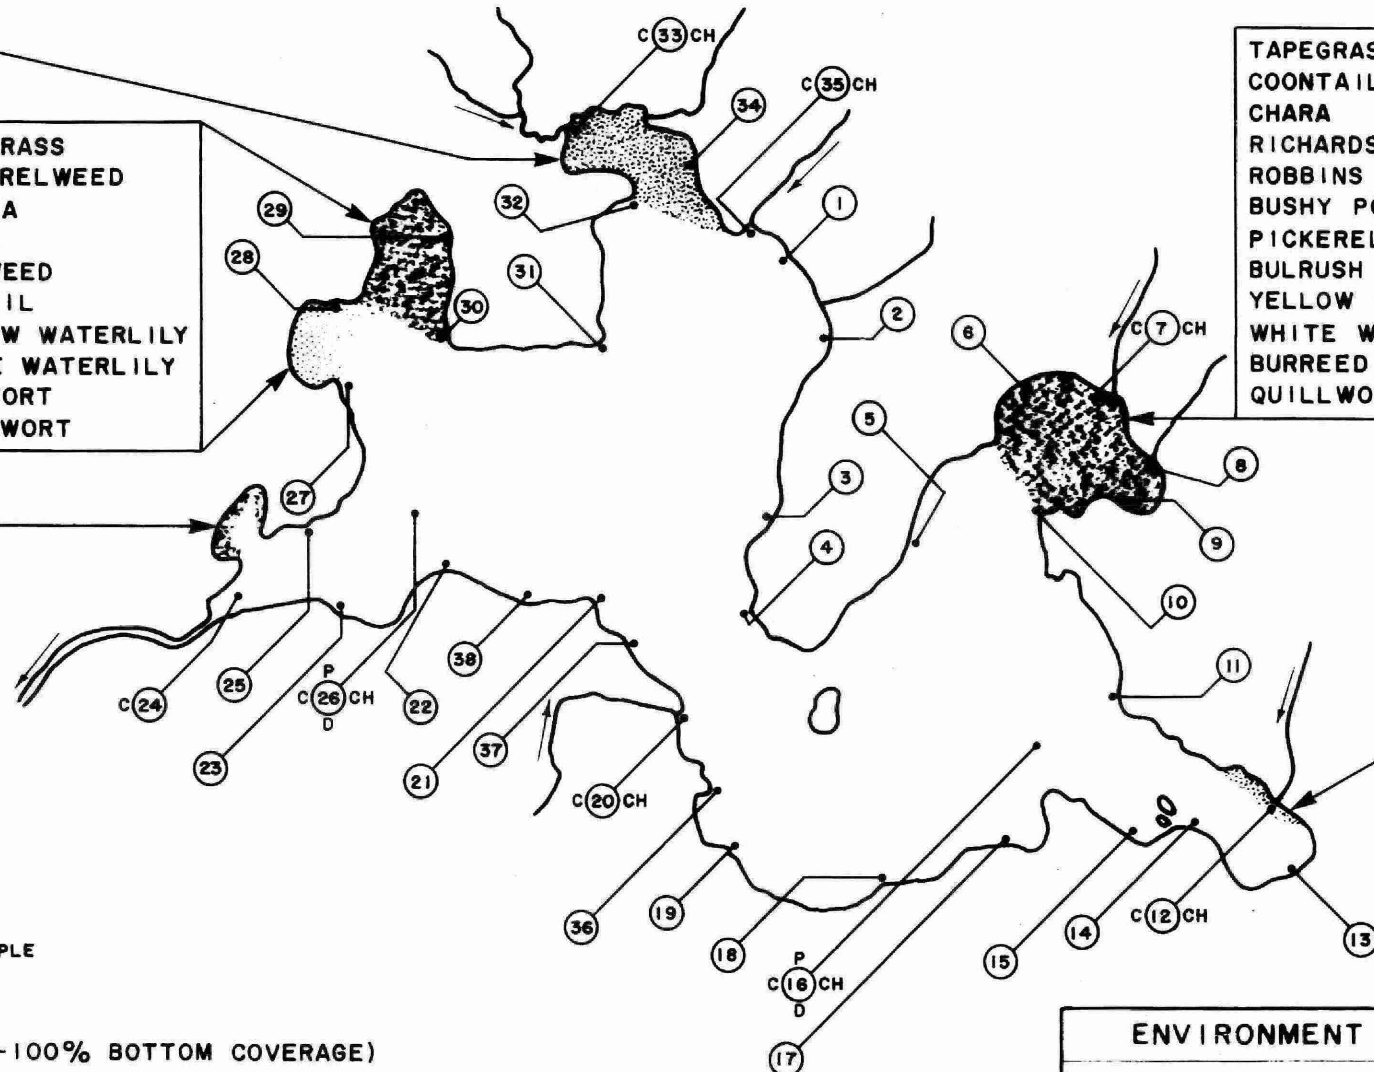 C 33 CH
C 35 CH
34
32
1
31
2
RASS
RELWEED
A
EED
IL
W WATERLILY
E WATERLILY
ORT
WORT
29
28
30
27
TAPEGRAS
COONTAIL
CHARA
RICHARDS
ROBBINS
BUSHY PO
PICKEREL
BULRUSH
YELLOW
WHITE W
BURREED
QUILLWO
6
C 7 CH
5
3
4
8
9
10
11
C 24
25
23
P
C 26 CH
D
22
38
21
37
C 20 CH
36
19
18
P
C 16 CH
D
17
15
14
C 12 CH
13
PLE
-100% BOTTOM COVERAGE)
ENVIRONMENT